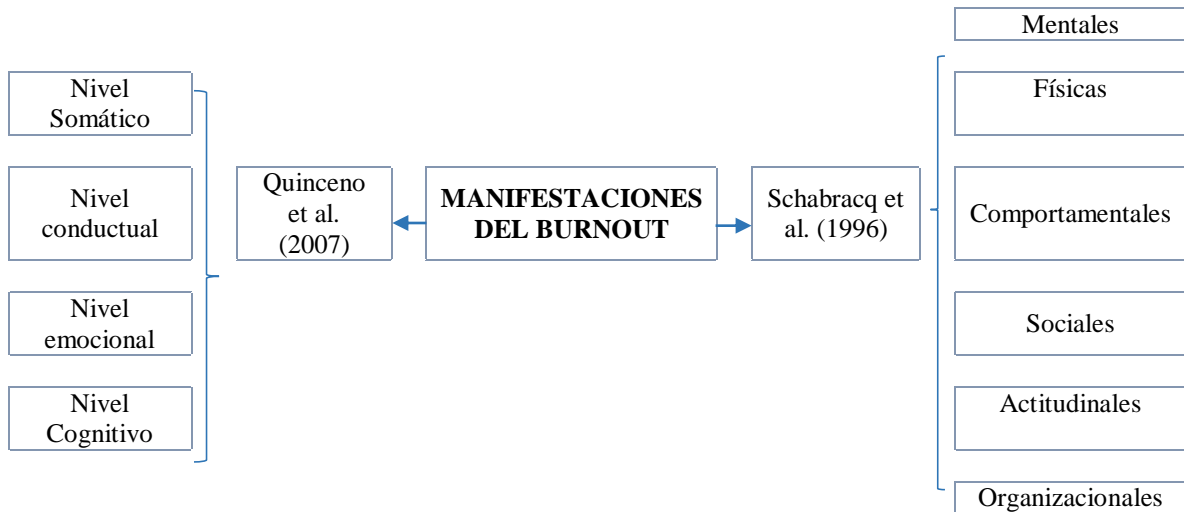 Nivel
Somático
Nivel
conductual
Nivel
emocional
Nivel
Cognitivo
Quinceno
et al.
(2007)
MANIFESTACIONES
DEL BURNOUT
Schabracq et
al. (1996)
Mentales
Físicas
Comportamentales
Sociales
Actitudinales
Organizacionales